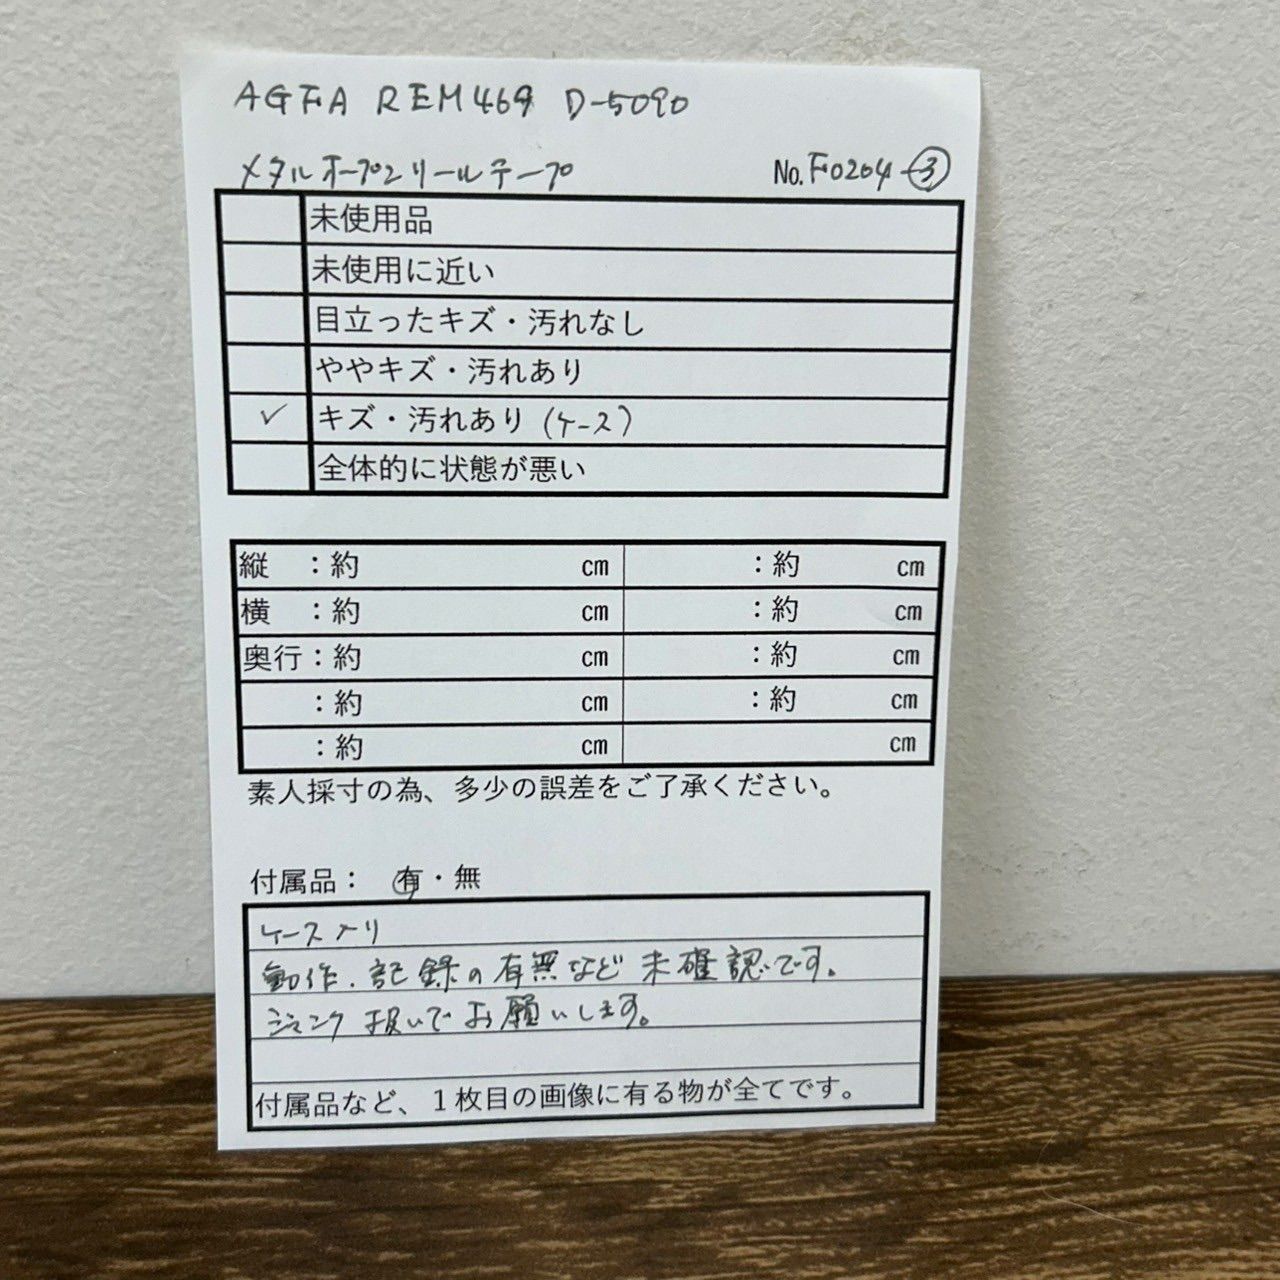 AGFA REM469 D-5090
メタルオープンリールテープ No.F0204-③
未使用品
未使用に近い
目立ったキズ・汚れなし
ややキズ・汚れあり
✓ キズ・汚れあり (ケース)
全体的に状態が悪い
縦 :約 cm :約 cm
横 :約 cm :約 cm
奥行:約 cm :約 cm
:約 cm :約 cm
:約 cm cm
素人採寸の為、多少の誤差をご了承ください。
付属品: 有・無
ケース入り
動作、記録の有無など未確認です。
ジャンク扱いでお願いします。
付属品など、1枚目の画像に有る物が全てです。